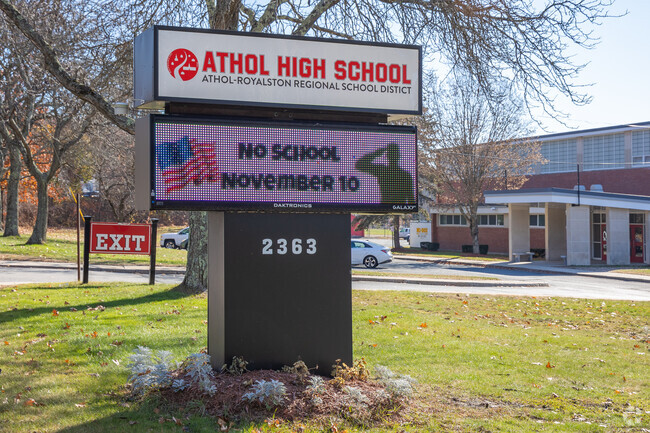 ATHOL HIGH SCHOOL
ATHOL-ROYALSTON REGIONAL SCHOOL DISTRICT
NO SCHOOL
NOVEMBER 10
DAKTRONICS
GALAXY
EXIT
2363